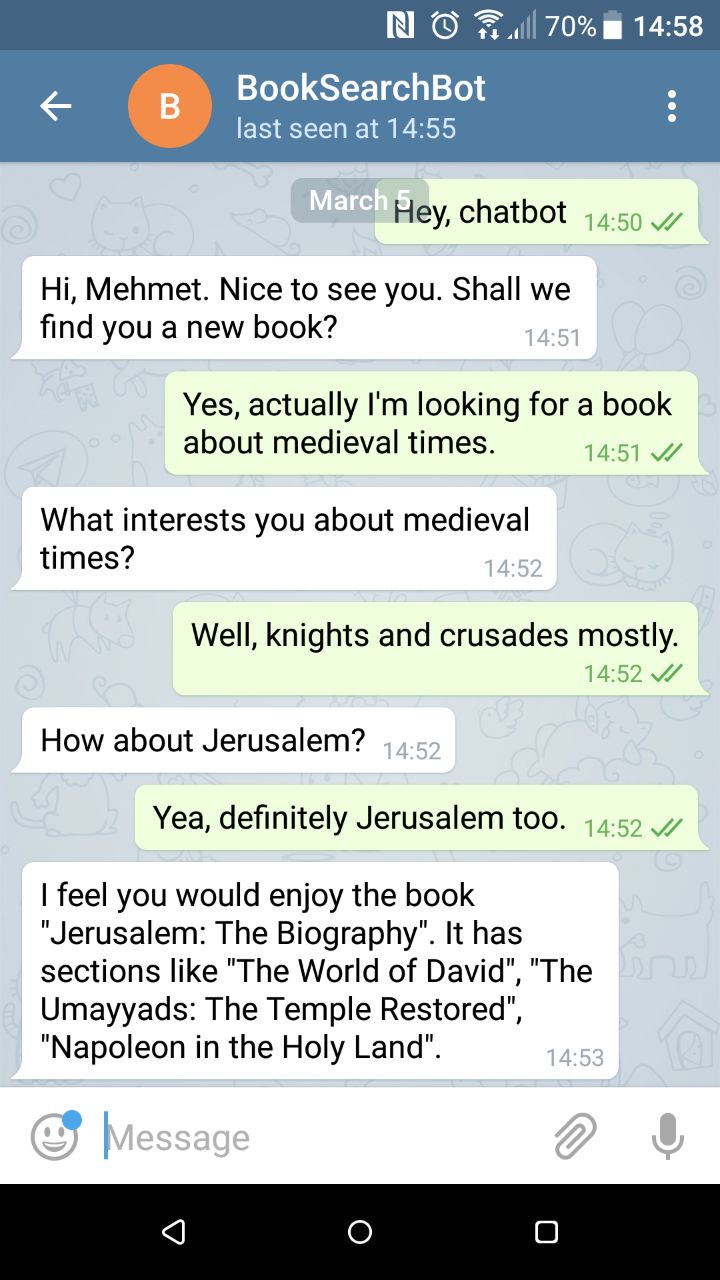 70% 14:58
B
BookSearchBot
last seen at 14:55
March 5
Hey, chatbot 14:50
Hi, Mehmet. Nice to see you. Shall we
find you a new book? 14:51
Yes, actually I'm looking for a book
about medieval times. 14:51
What interests you about medieval
times? 14:52
Well, knights and crusades mostly.
14:52
How about Jerusalem? 14:52
Yea, definitely Jerusalem too. 14:52
I feel you would enjoy the book
"Jerusalem: The Biography". It has
sections like "The World of David", "The
Umayyads: The Temple Restored",
"Napoleon in the Holy Land". 14:53
Message